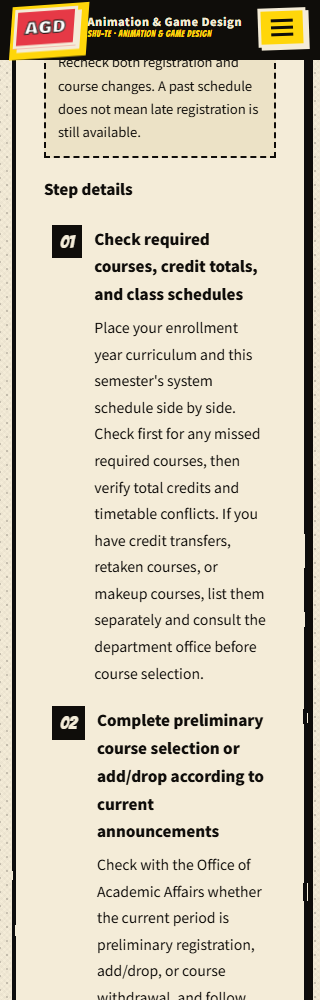 AGD
Animation & Game Design
SHU-TE · ANIMATION & GAME DESIGN
Recheck both registration and
course changes. A past schedule
does not mean late registration is
still available.
Step details
01
Check required
courses, credit totals,
and class schedules
Place your enrollment
year curriculum and this
semester's system
schedule side by side.
Check first for any missed
required courses, then
verify total credits and
timetable conflicts. If you
have credit transfers,
retaken courses, or
makeup courses, list them
separately and consult the
department office before
course selection.
02
Complete preliminary
course selection or
add/drop according to
current
announcements
Check with the Office of
Academic Affairs whether
the current period is
preliminary registration,
add/drop, or course
withdrawal, and follow